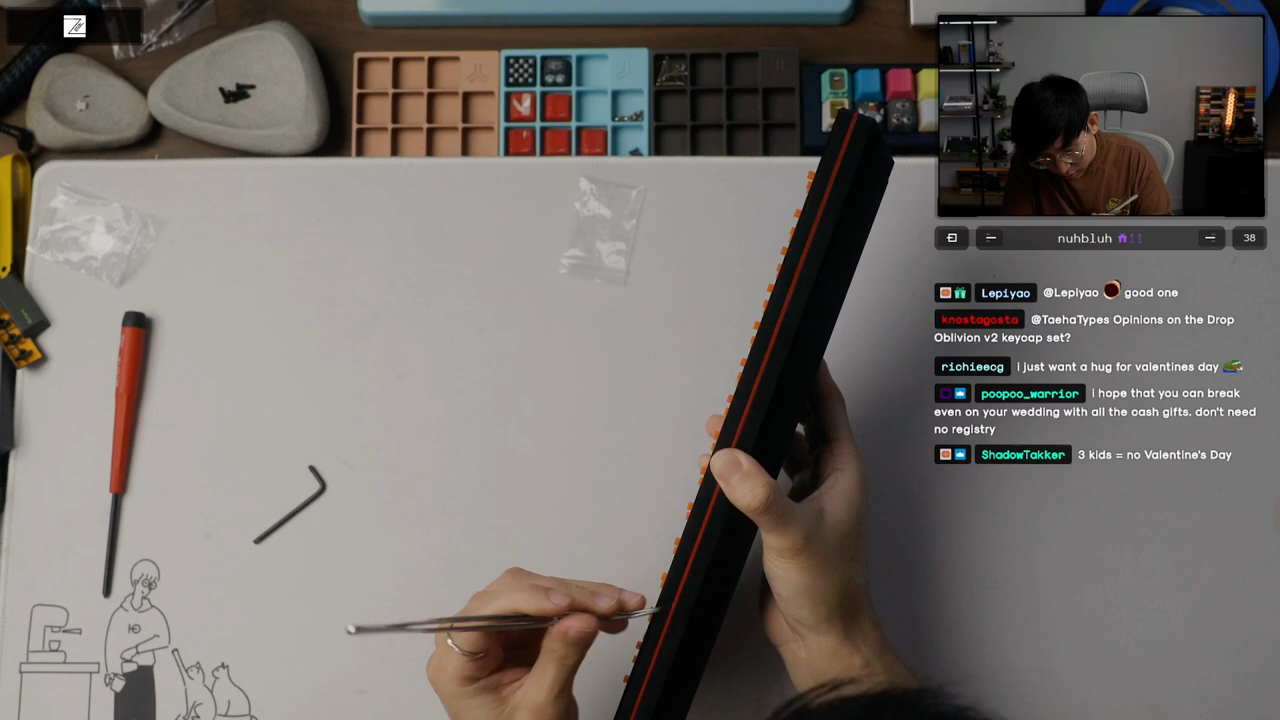 nuhbluh 11
38
Lepiyao @Lepiyao good one
knostagosta @TaehaTypes Opinions on the Drop
Oblivion v2 keycap set?
richieeog i just want a hug for valentines day
poopoo_warrior i hope that you can break
even on your wedding with all the cash gifts. don't need
no registry
ShadowTakker 3 kids = no Valentine's Day